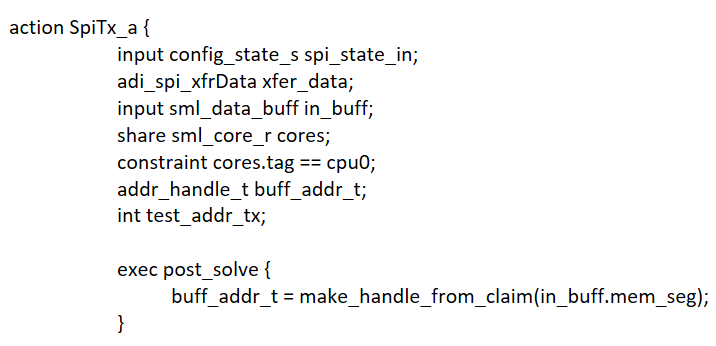 action SpiTx_a {
input config_state_s spi_state_in;
adi_spi_xfrData xfer_data;
input sml_data_buff in_buff;
share sml_core_r cores;
constraint cores.tag == cpu0;
addr_handle_t buff_addr_t;
int test_addr_tx;
exec post_solve {
buff_addr_t = make_handle_from_claim(in_buff.mem_seg);
}